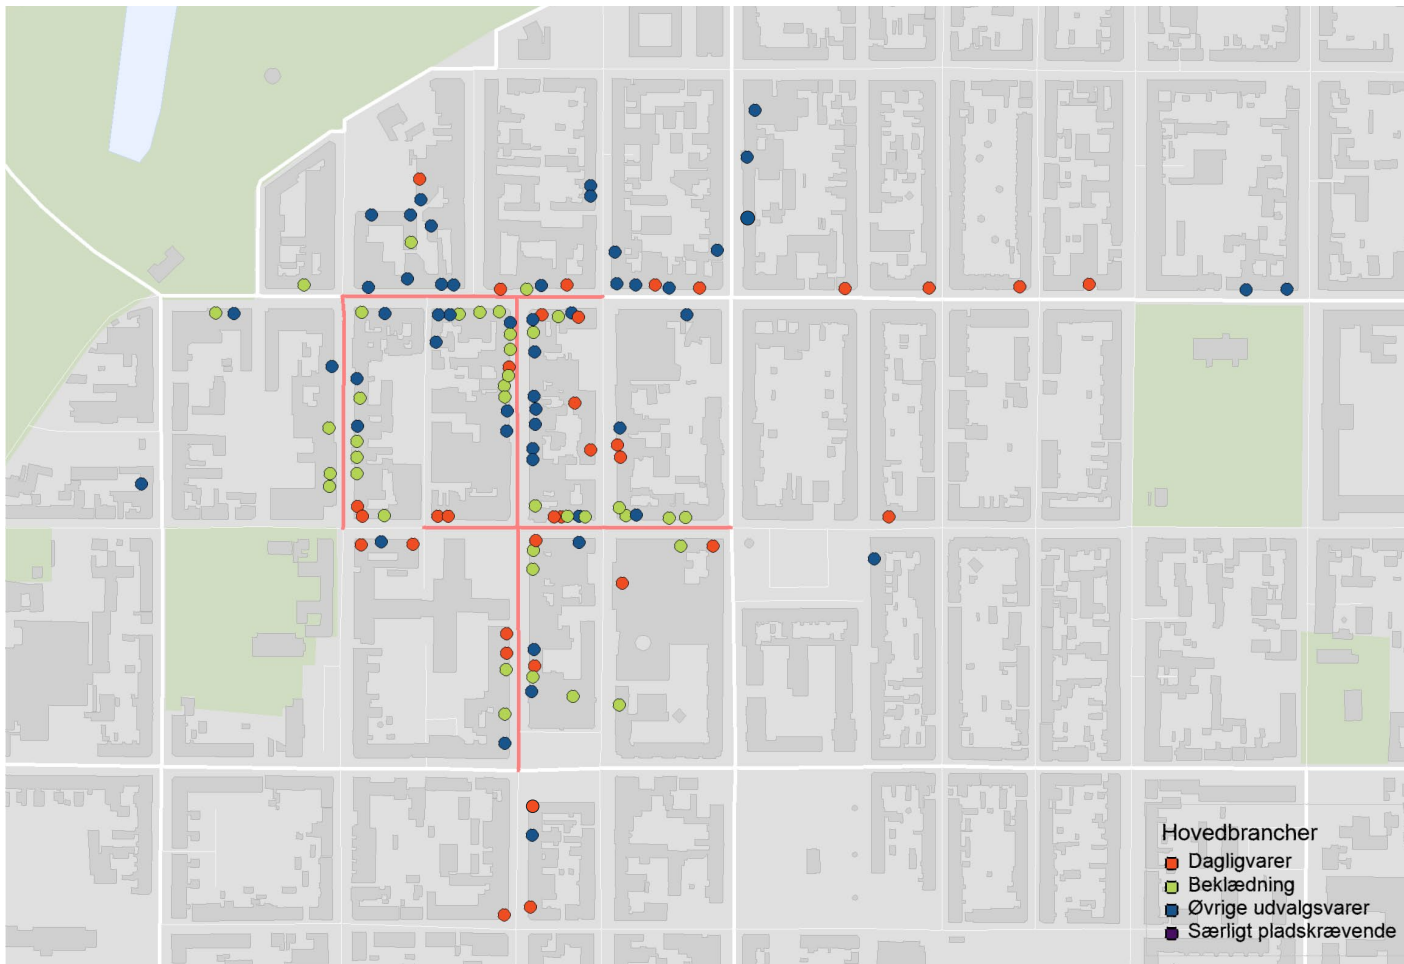 Hovedbrancher
Dagligvarer
Beklædning
Øvrige udvalgsvarer
Særligt pladskrævende